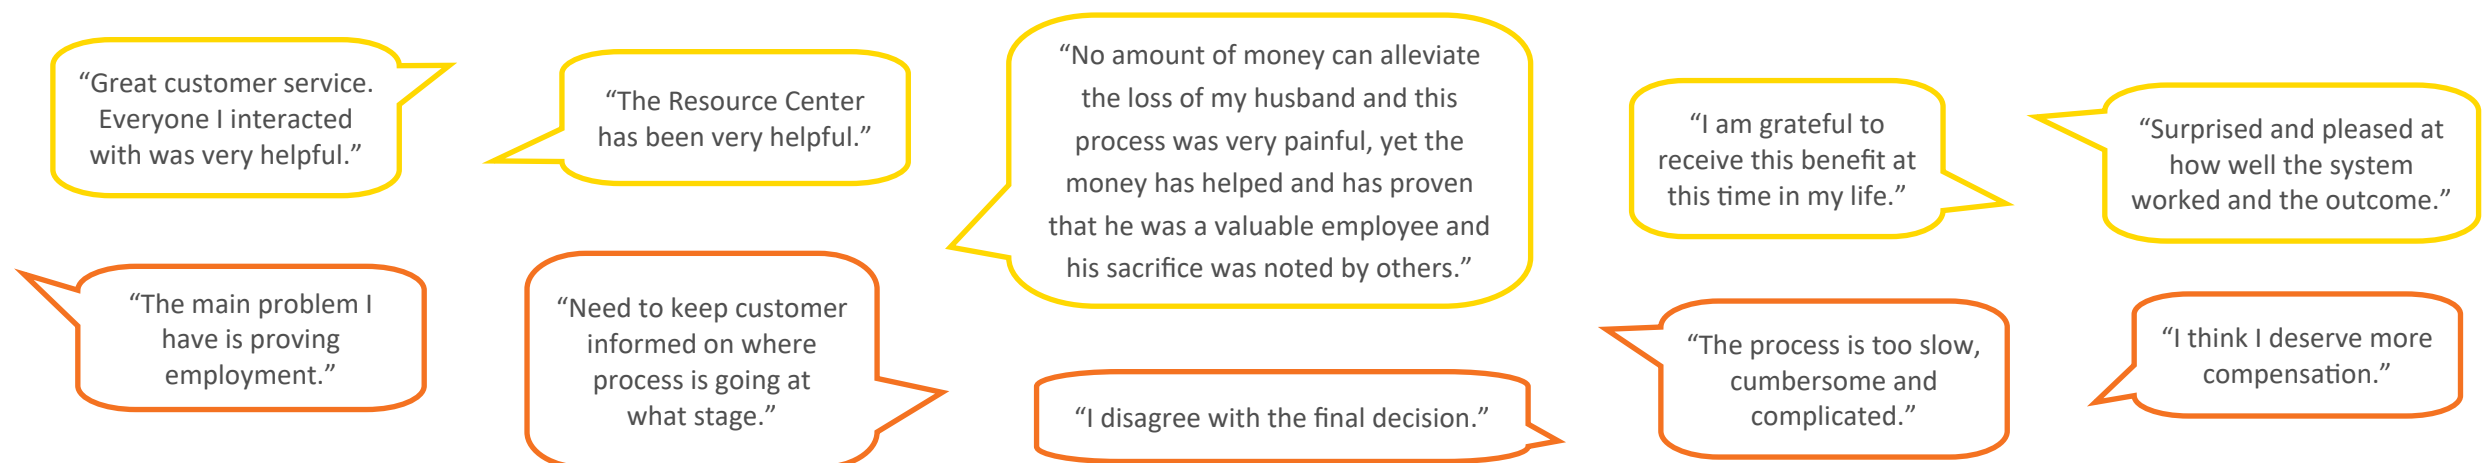 “Great customer service.
Everyone I interacted
with was very helpful.”
“The Resource Center
has been very helpful.”
“No amount of money can alleviate
the loss of my husband and this
process was very painful, yet the
money has helped and has proven
that he was a valuable employee and
his sacrifice was noted by others.”
“I am grateful to
receive this benefit at
this time in my life.”
“Surprised and pleased at
how well the system
worked and the outcome.”
“The main problem I
have is proving
employment.”
“Need to keep customer
informed on where
process is going at
what stage.”
“I disagree with the final decision.”
“The process is too slow,
cumbersome and
complicated.”
“I think I deserve more
compensation.”